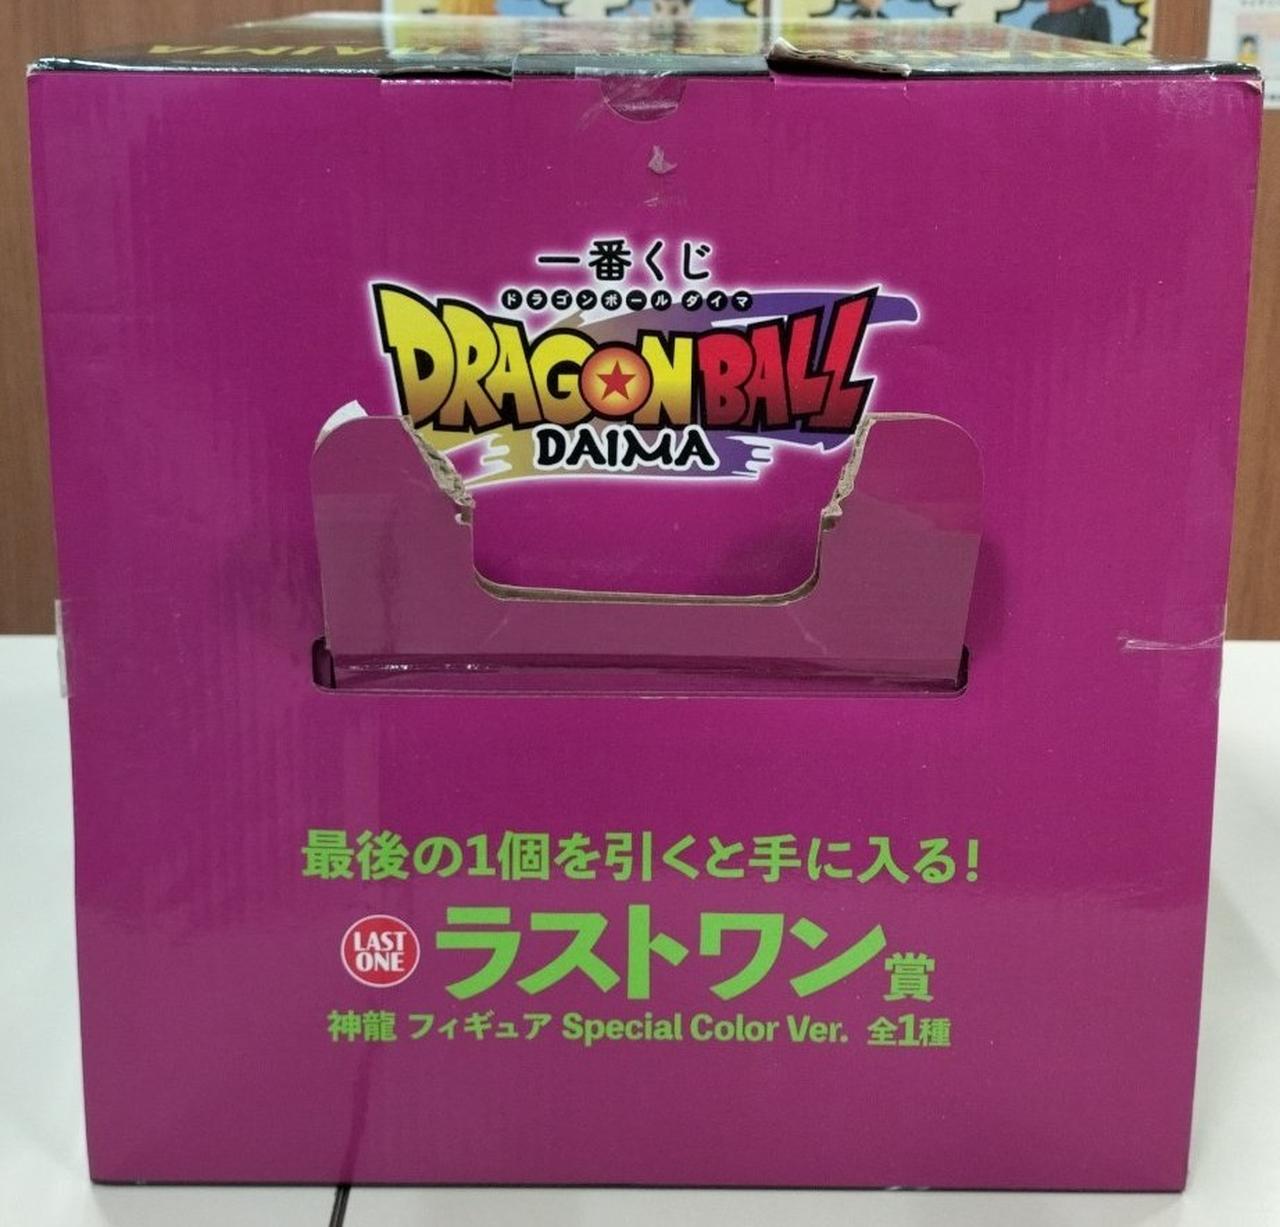 DAIMA
一番くじ
ドラゴンボール ダイマ
DRAGONBALL
DAIMA
最後の1個を引くと手に入る!
LAST ONE ラストワン賞
神龍 フィギュア Special Color Ver. 全1種